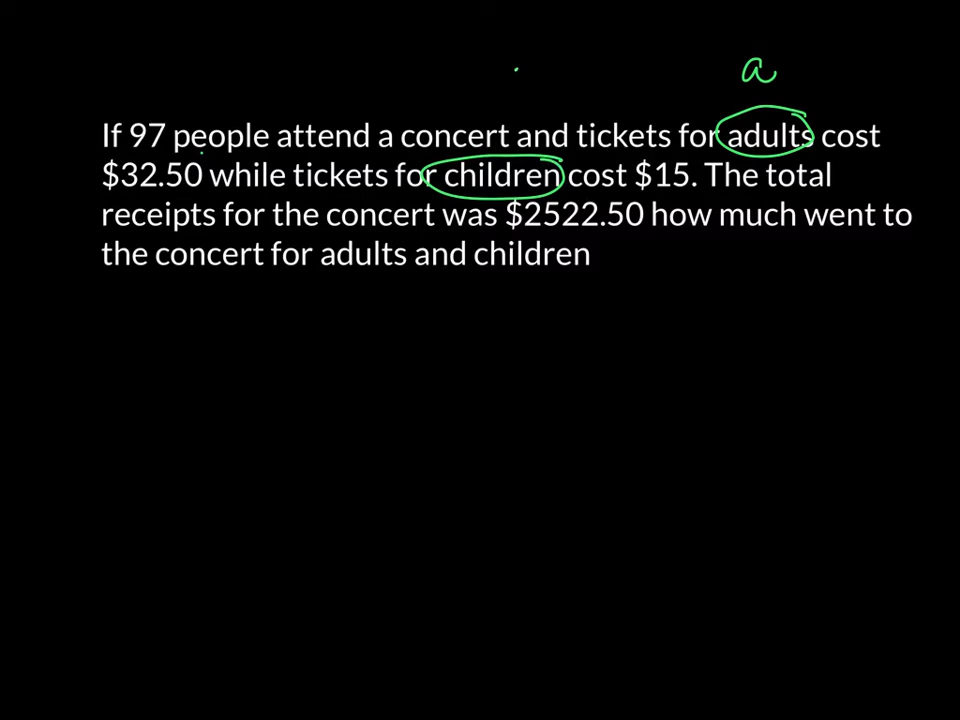 a
If 97 people attend a concert and tickets for adults cost
$32.50 while tickets for children cost $15. The total
receipts for the concert was $2522.50 how much went to
the concert for adults and children